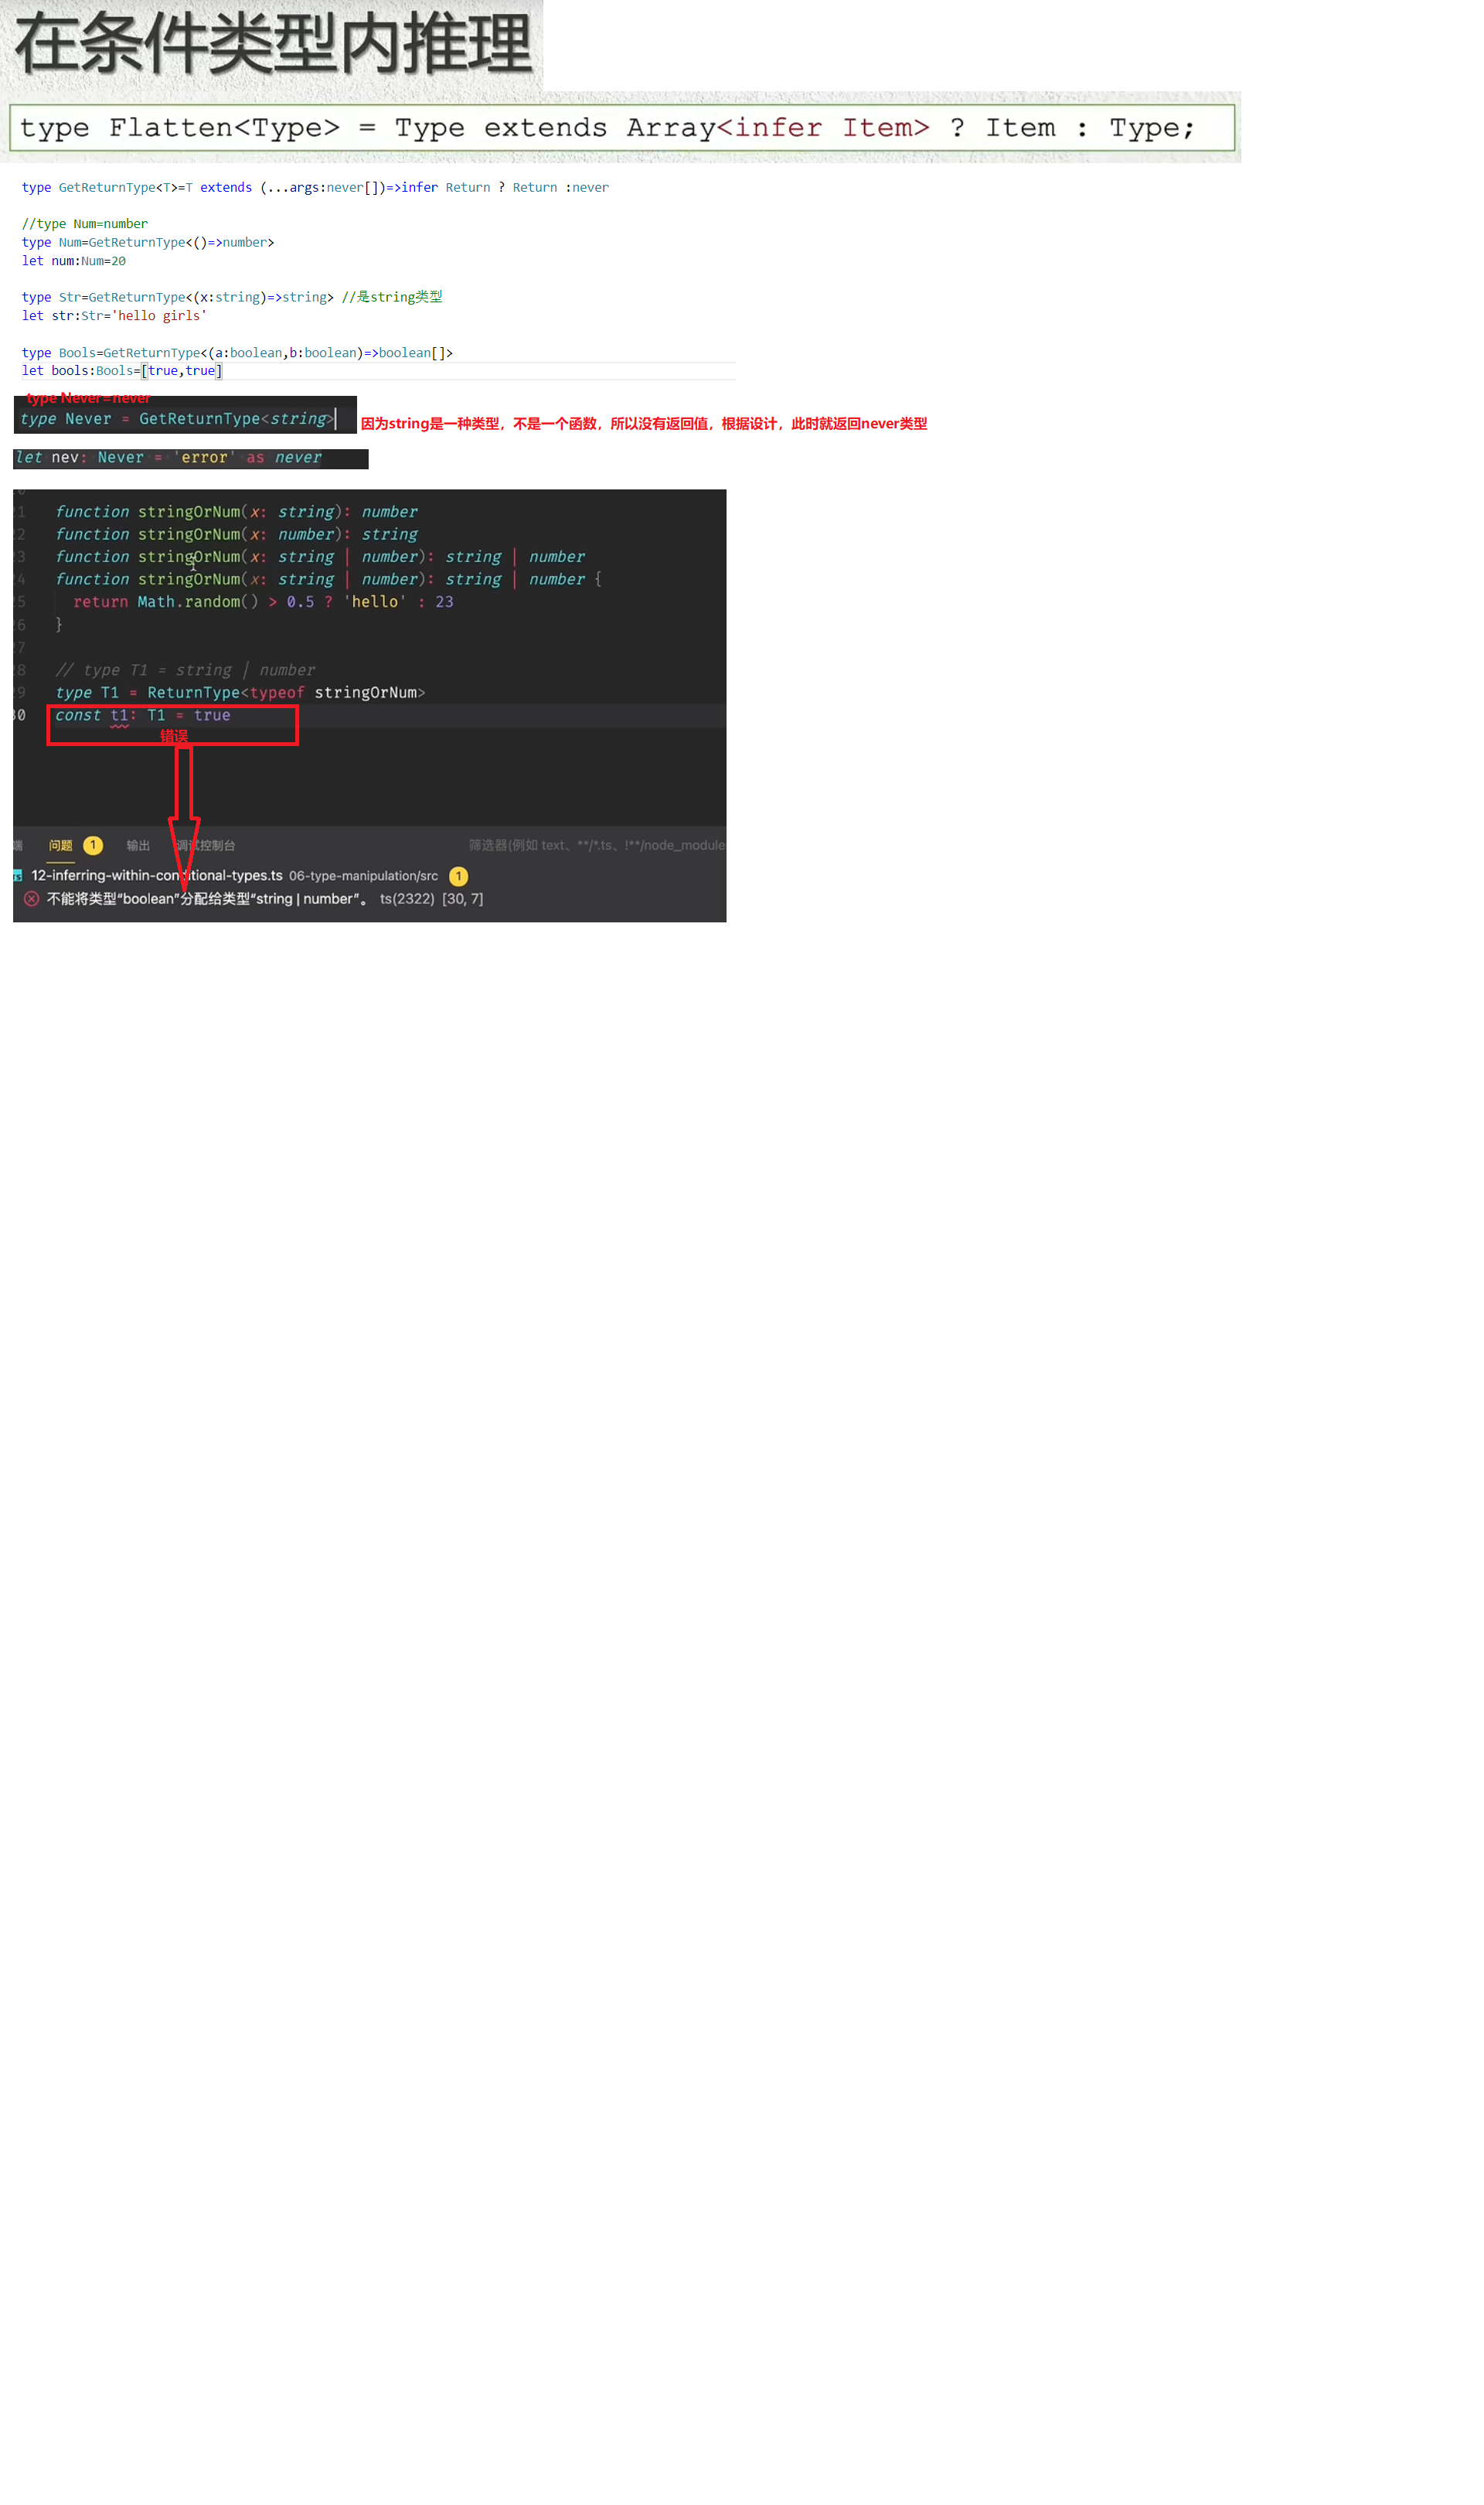 在条件类型内推理
type Flatten<Type> = Type extends Array<infer Item> ? Item : Type;
type GetReturnType<T>=T extends (...args:never[])=>infer Return ? Return :never
//type Num=number
type Num=GetReturnType<()=>number>
let num:Num=20
type Str=GetReturnType<(x:string)=>string> //是string类型
let str:Str='hello girls'
type Bools=GetReturnType<(a:boolean,b:boolean)=>boolean[]>
let bools:Bools=[true,true]
type Never=never
type Never = GetReturnType<string>
因为string是一种类型，不是一个函数，所以没有返回值，根据设计，此时就返回never类型
let nev: Never = 'error' as never
1 function stringOrNum(x: string): number
2 function stringOrNum(x: number): string
3 function stringOrNum(x: string | number): string | number
4 function stringOrNum(x: string | number): string | number {
5 return Math.random() > 0.5 ? 'hello' : 23
6 }
7
8 // type T1 = string | number
9 type T1 = ReturnType<typeof stringOrNum>
30 const t1: T1 = true
错误
端 问题 1 输出 调试控制台 筛选器(例如 text、**/*.ts、!**/node_module
12-inferring-within-conditional-types.ts 06-type-manipulation/src 1
不能将类型“boolean”分配给类型“string | number”。 ts(2322) [30, 7]